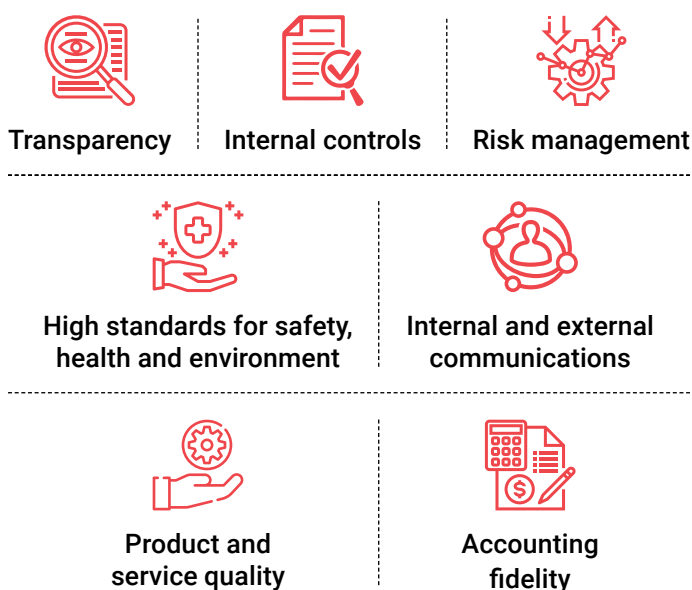 Transparency
Internal controls
Risk management
High standards for safety,
health and environment
Internal and external
communications
$
Product and
service quality
Accounting
fidelity